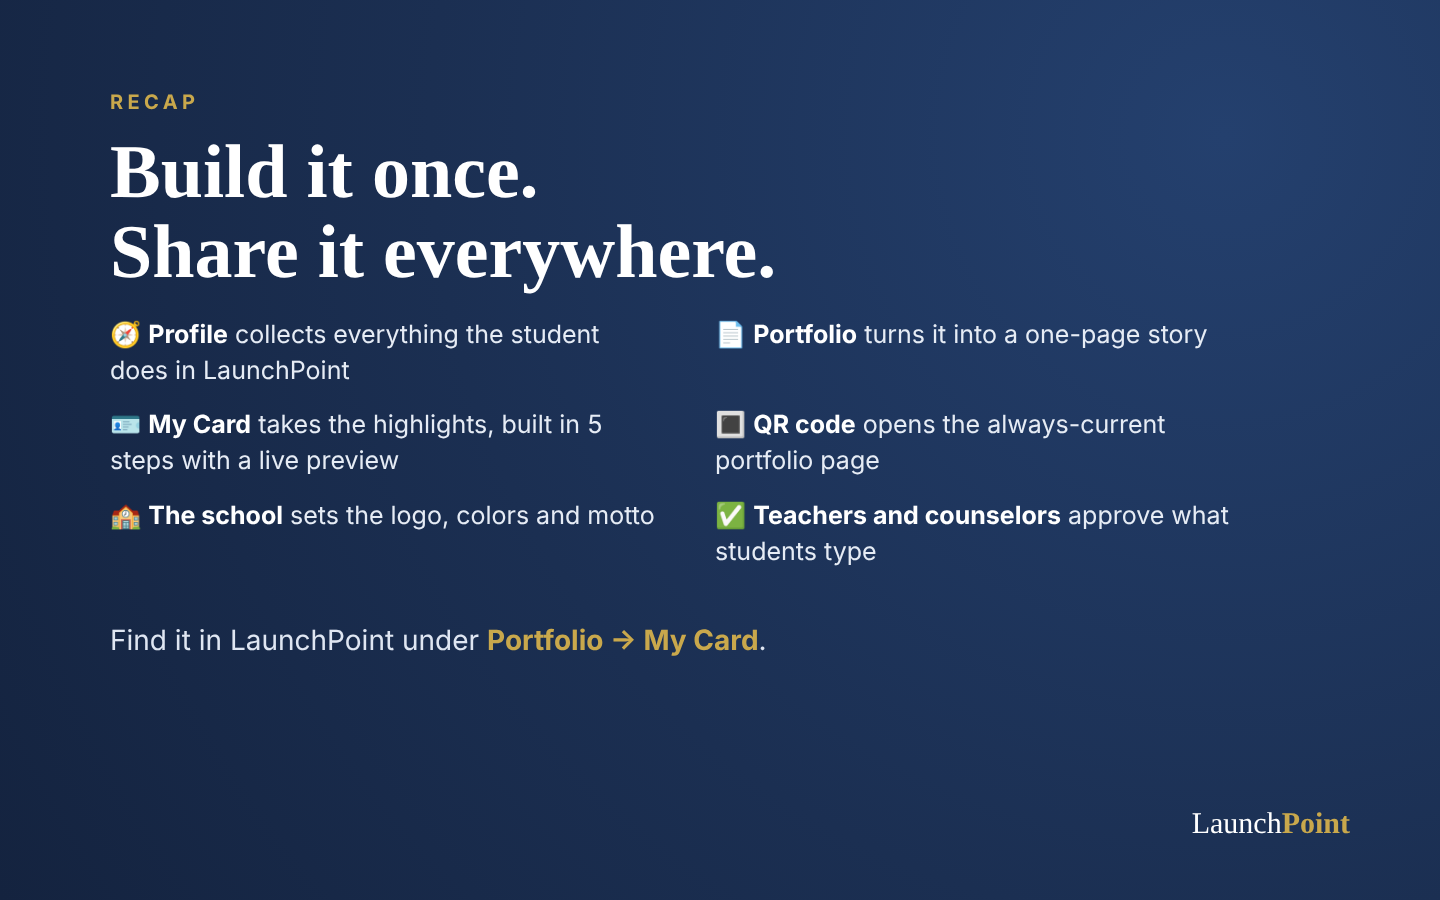 RECAP
Build it once.
Share it everywhere.
🧭 Profile collects everything the student
does in LaunchPoint
📄 Portfolio turns it into a one-page story
🪪 My Card takes the highlights, built in 5
steps with a live preview
🔳 QR code opens the always-current
portfolio page
🏫 The school sets the logo, colors and motto
✅ Teachers and counselors approve what
students type
Find it in LaunchPoint under Portfolio → My Card.
LaunchPoint